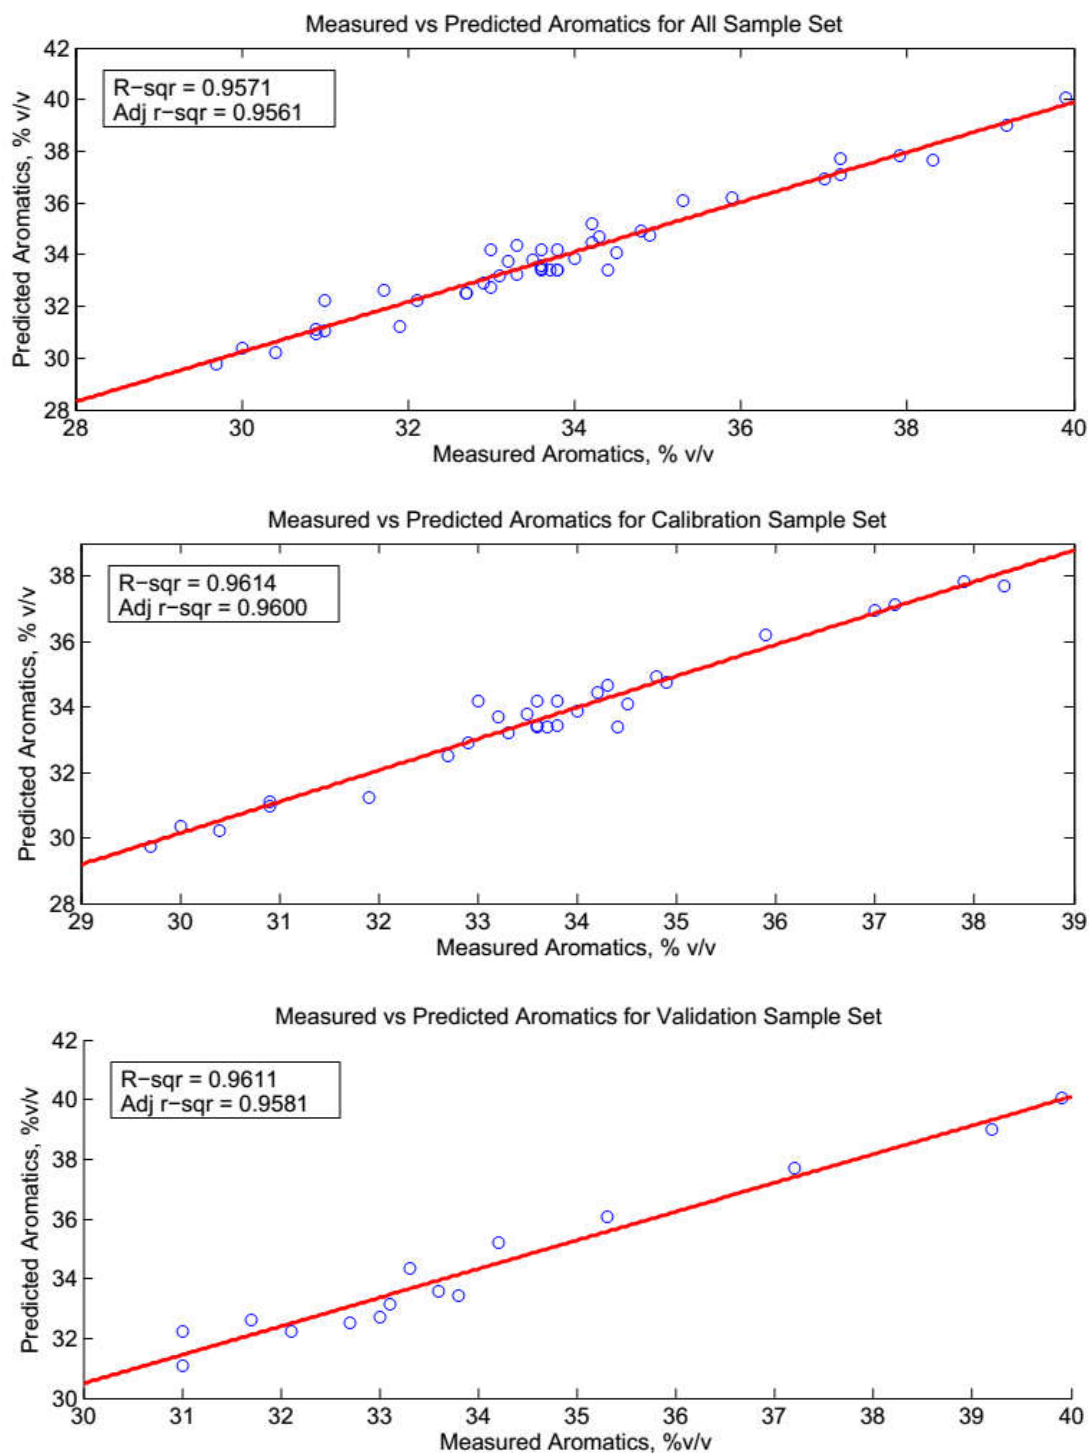 Measured vs Predicted Aromatics for All Sample Set
42
40
38
36
34
32
30
28
Predicted Aromatics, % v/v
R−sqr = 0.9571
Adj r−sqr = 0.9561
28 30 32 34 36 38 40
Measured Aromatics, % v/v
Measured vs Predicted Aromatics for Calibration Sample Set
38
36
34
32
30
28
Predicted Aromatics, % v/v
R−sqr = 0.9614
Adj r−sqr = 0.9600
29 30 31 32 33 34 35 36 37 38 39
Measured Aromatics, % v/v
Measured vs Predicted Aromatics for Validation Sample Set
42
40
38
36
34
32
30
Predicted Aromatics, %v/v
R−sqr = 0.9611
Adj r−sqr = 0.9581
30 31 32 33 34 35 36 37 38 39 40
Measured Aromatics, %v/v